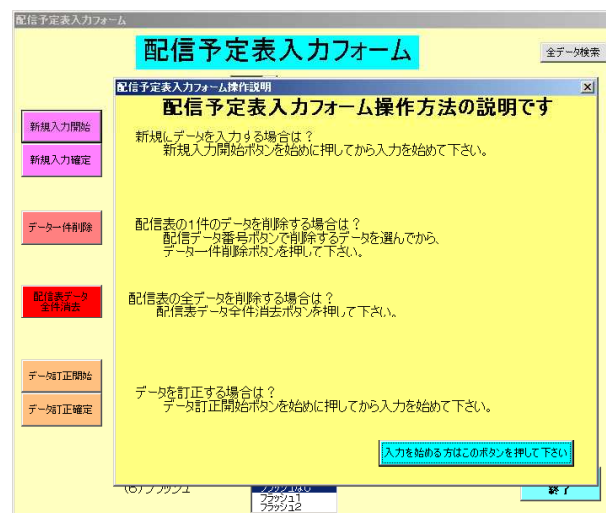 配信予定表入力フォーム
配信予定表入力フォーム
全データ検索
配信予定表入力フォーム操作説明
配信予定表入力フォーム操作方法の説明です
新規入力開始
新規入力確定
新規にデータを入力する場合は?
新規入力開始ボタンを始めに押してから入力を始めて下さい。
データ一件削除
配信表の1件のデータを削除する場合は?
配信データ番号ボタンで削除するデータを選んでから、
データ一件削除ボタンを押して下さい。
配信表データ
全件消去
配信表の全データを削除する場合は?
配信表データ全件消去ボタンを押して下さい。
データ訂正開始
データ訂正確定
データを訂正する場合は?
データ訂正開始ボタンを始めに押してから入力を始めて下さい。
入力を始める方はこのボタンを押して下さい
(6)フラッシュ
フラッシュなし
フラッシュ1
フラッシュ2
終了